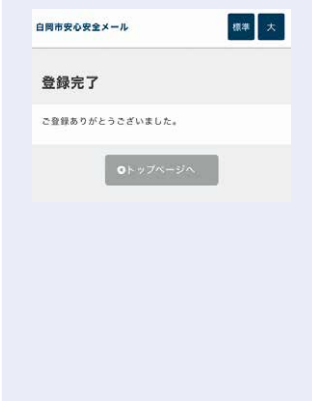 白岡市安心安全メール
標準 大
登録完了
ご登録ありがとうございました。
トップページへ